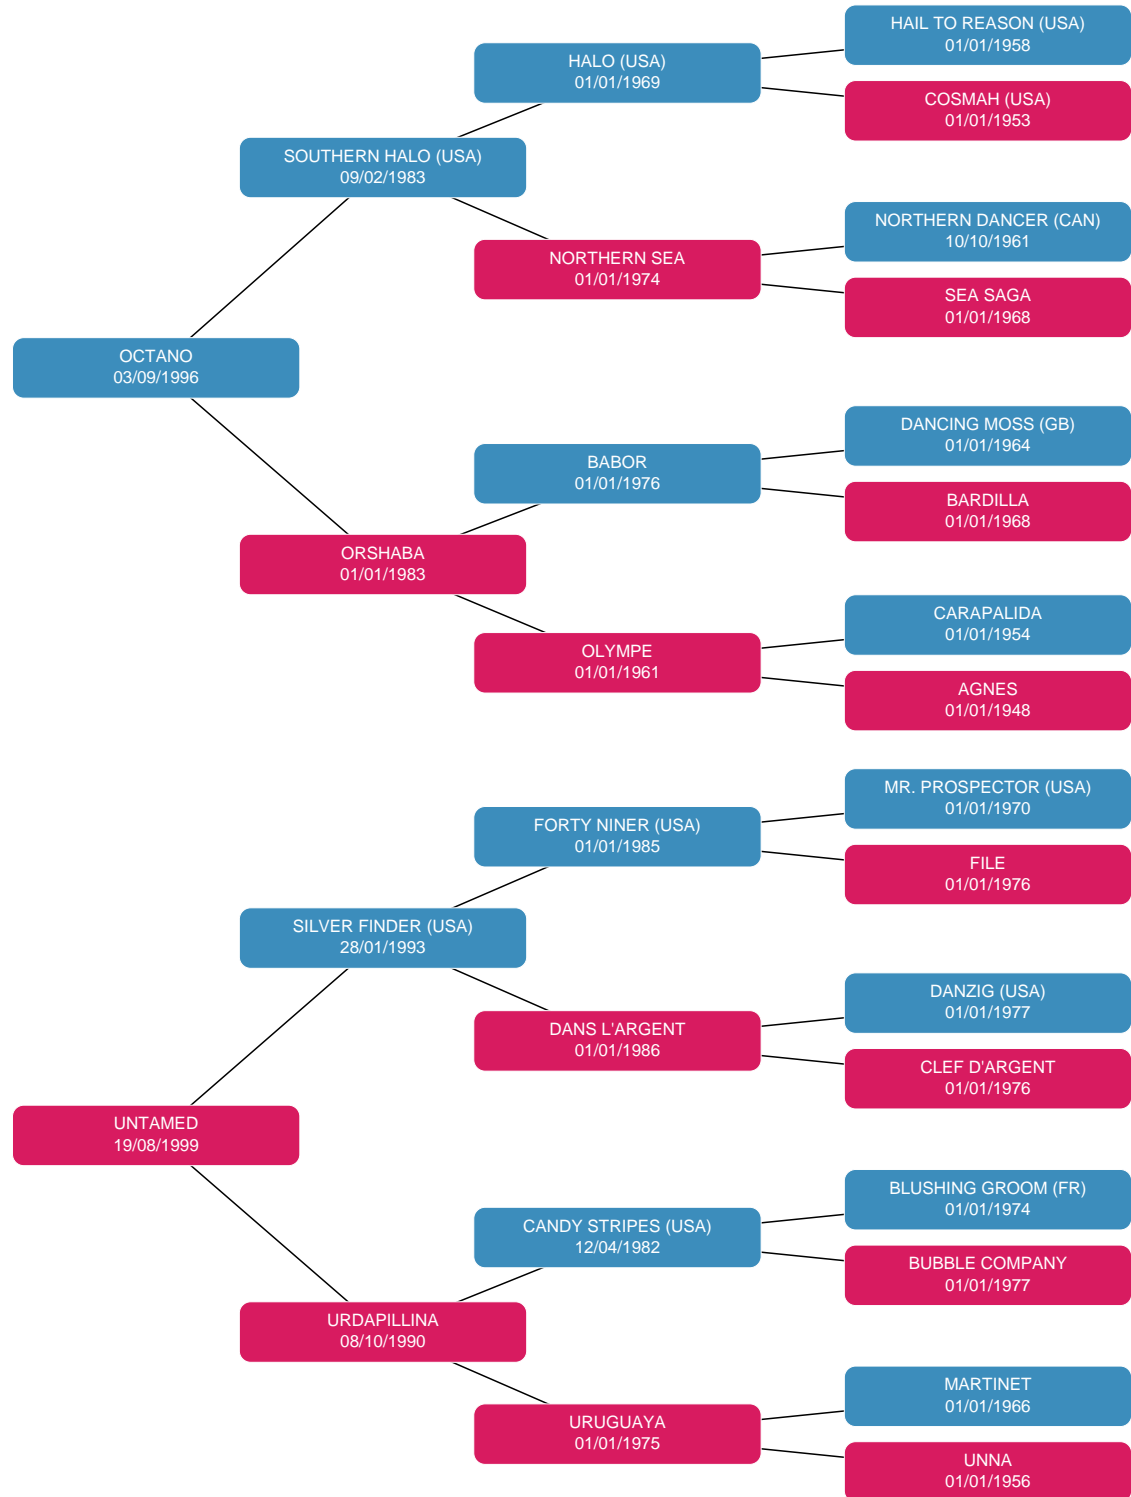 HAIL TO REASON (USA)
01/01/1958
HALO (USA)
01/01/1969
COSMAH (USA)
01/01/1953
SOUTHERN HALO (USA)
09/02/1983
NORTHERN DANCER (CAN)
10/10/1961
NORTHERN SEA
01/01/1974
SEA SAGA
01/01/1968
OCTANO
03/09/1996
DANCING MOSS (GB)
01/01/1964
BABOR
01/01/1976
BARDILLA
01/01/1968
ORSHABA
01/01/1983
CARAPALIDA
01/01/1954
OLYMPE
01/01/1961
AGNES
01/01/1948
MR. PROSPECTOR (USA)
01/01/1970
FORTY NINER (USA)
01/01/1985
FILE
01/01/1976
SILVER FINDER (USA)
28/01/1993
DANZIG (USA)
01/01/1977
DANS L'ARGENT
01/01/1986
CLEF D'ARGENT
01/01/1976
UNTAMED
19/08/1999
BLUSHING GROOM (FR)
01/01/1974
CANDY STRIPES (USA)
12/04/1982
BUBBLE COMPANY
01/01/1977
URDAPILLINA
08/10/1990
MARTINET
01/01/1966
URUGUAYA
01/01/1975
UNNA
01/01/1956